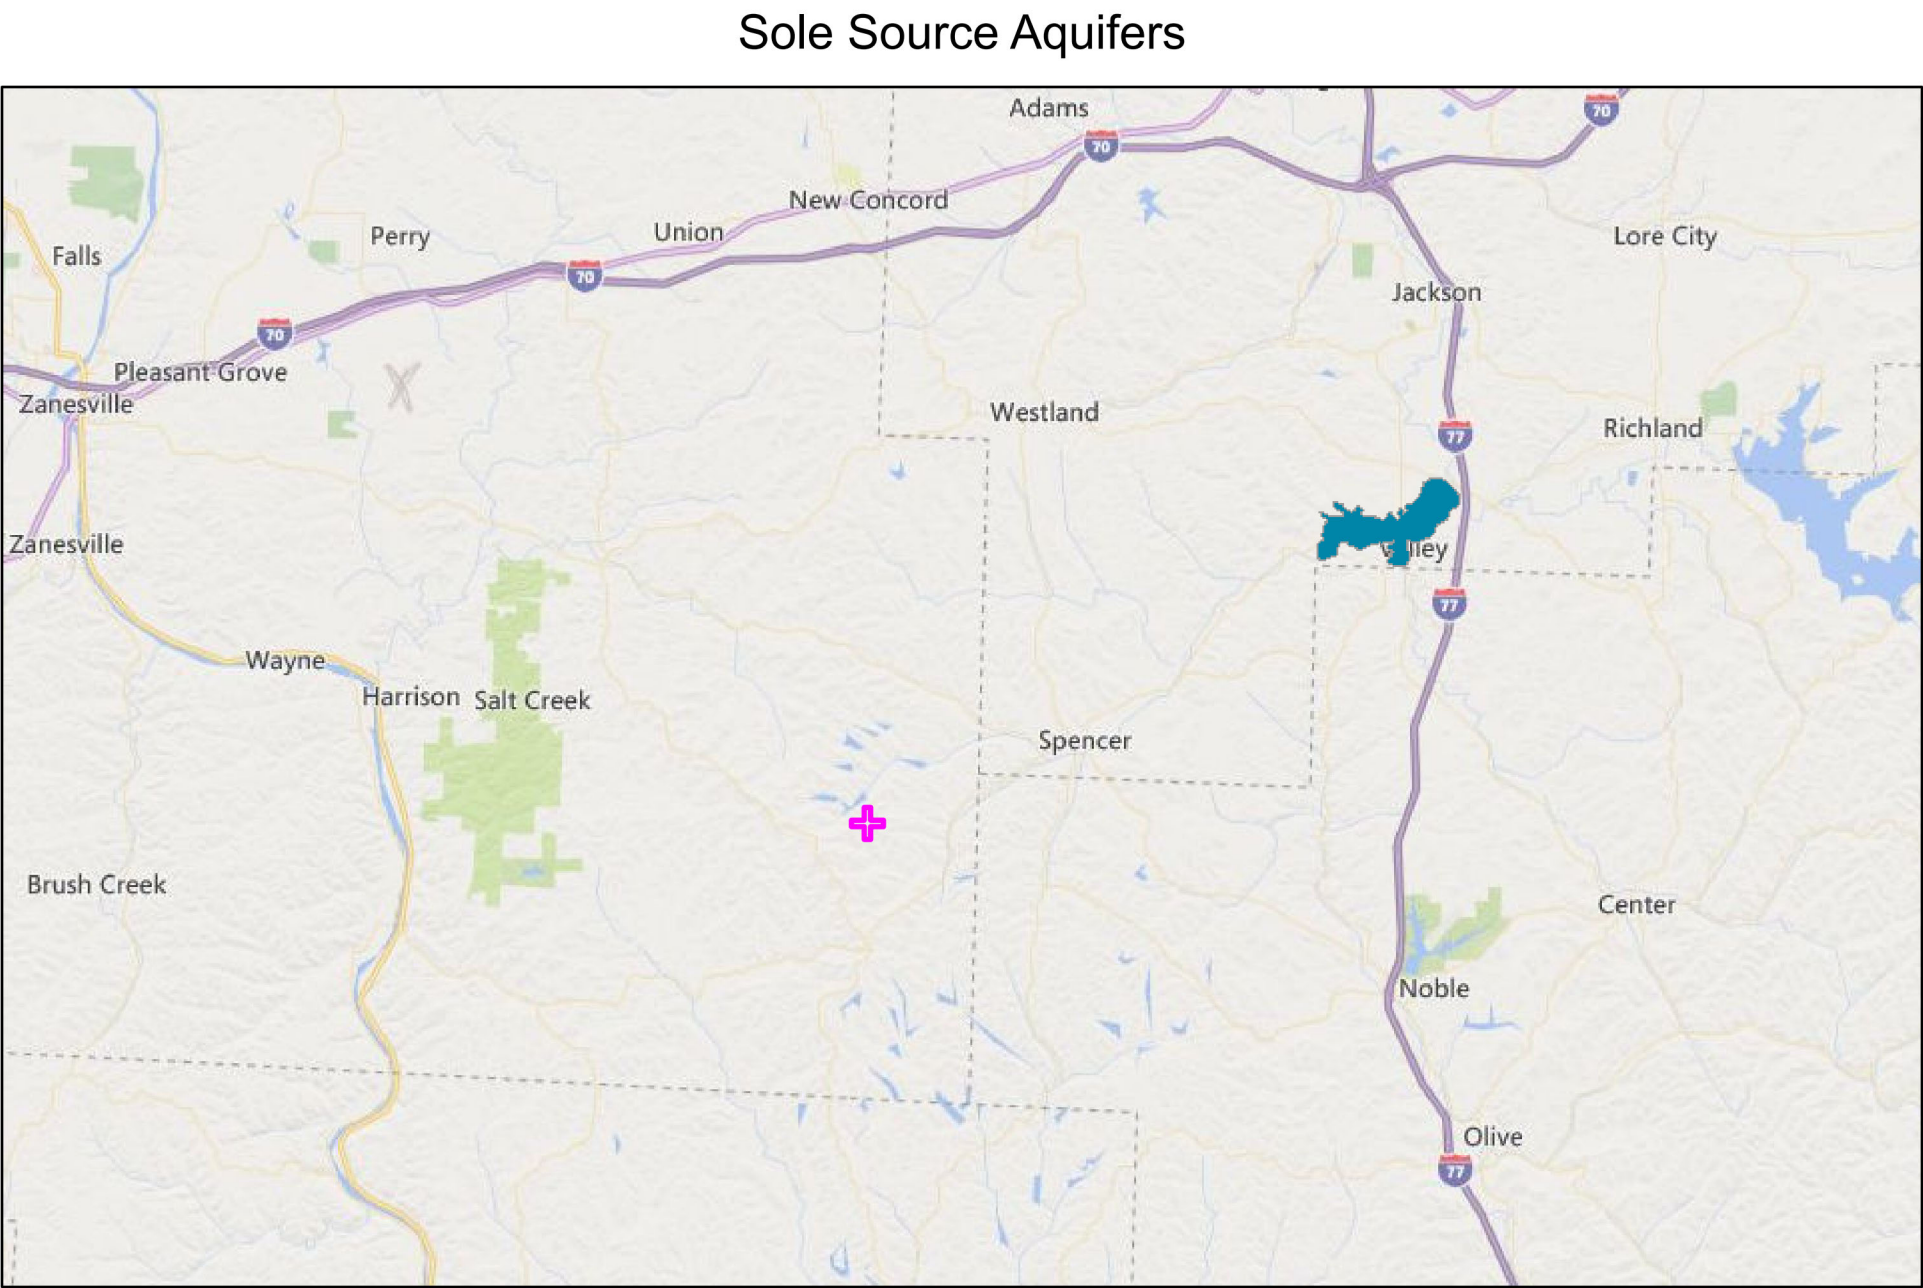 Sole Source Aquifers
Adams
70
70
New Concord
Union
Perry
Lore City
Falls
70
Jackson
70
Pleasant Grove
Zanesville
Westland
Richland
77
Zanesville
77
Wayne
Harrison
Salt Creek
Spencer
Brush Creek
Center
Noble
Olive
77